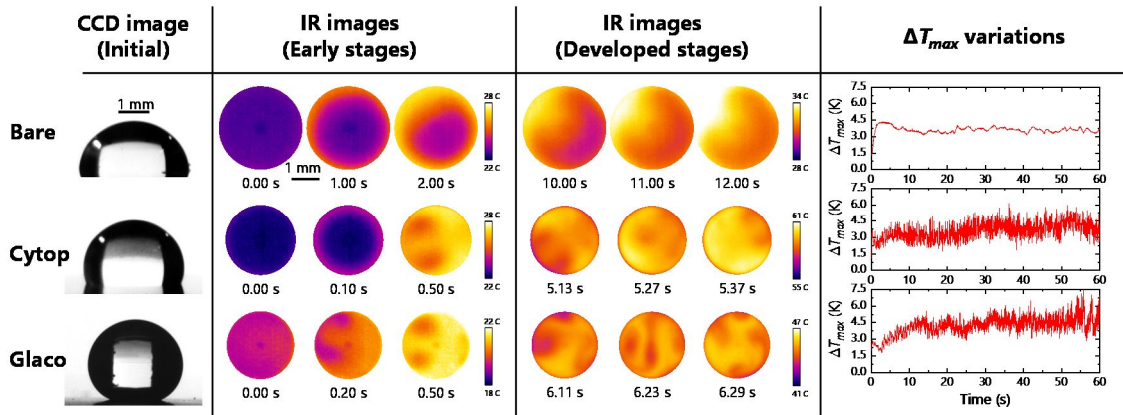 CCD image
(Initial)
IR images
(Early stages)
IR images
(Developed stages)
ΔTmax variations
Bare
1 mm
0.00 s
1 mm
1.00 s
2.00 s
28 C
22 C
10.00 s
11.00 s
12.00 s
34 C
28 C
ΔTmax (K)
7.5
6.0
4.5
3.0
1.5
0.0
0 10 20 30 40 50 60
Cytop
0.00 s
0.10 s
0.50 s
28 C
22 C
5.13 s
5.27 s
5.37 s
61 C
55 C
ΔTmax (K)
7.5
6.0
4.5
3.0
1.5
0.0
0 10 20 30 40 50 60
Glaco
0.00 s
0.20 s
0.50 s
22 C
18 C
6.11 s
6.23 s
6.29 s
47 C
41 C
ΔTmax (K)
7.5
6.0
4.5
3.0
1.5
0.0
0 10 20 30 40 50 60
Time (s)